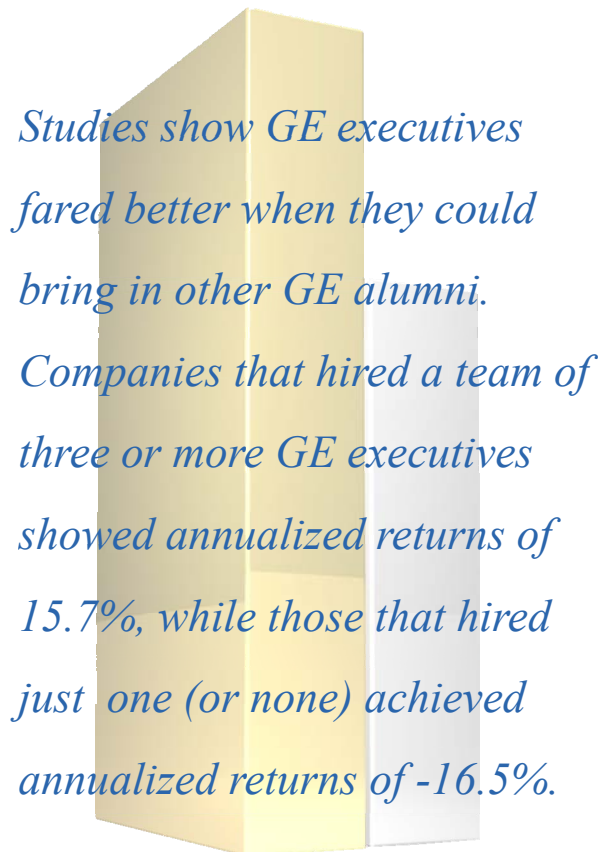 Studies show GE executives
fared better when they could
bring in other GE alumni.
Companies that hired a team of
three or more GE executives
showed annualized returns of
15.7%, while those that hired
just  one (or none) achieved
annualized returns of -16.5%.